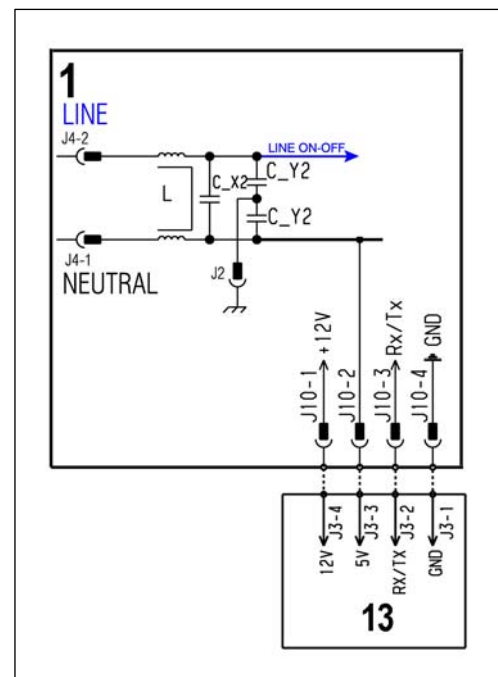 1
LINE
J4-2
LINE ON-OFF
C_Y2
C_X2
L
C_Y2
J4-1
J2
NEUTRAL
+12V
Rx/Tx
GND
J10-1
J10-2
J10-3
J10-4
J3-4
J3-3
J3-2
J3-1
12V
5V
RX/TX
GND
13